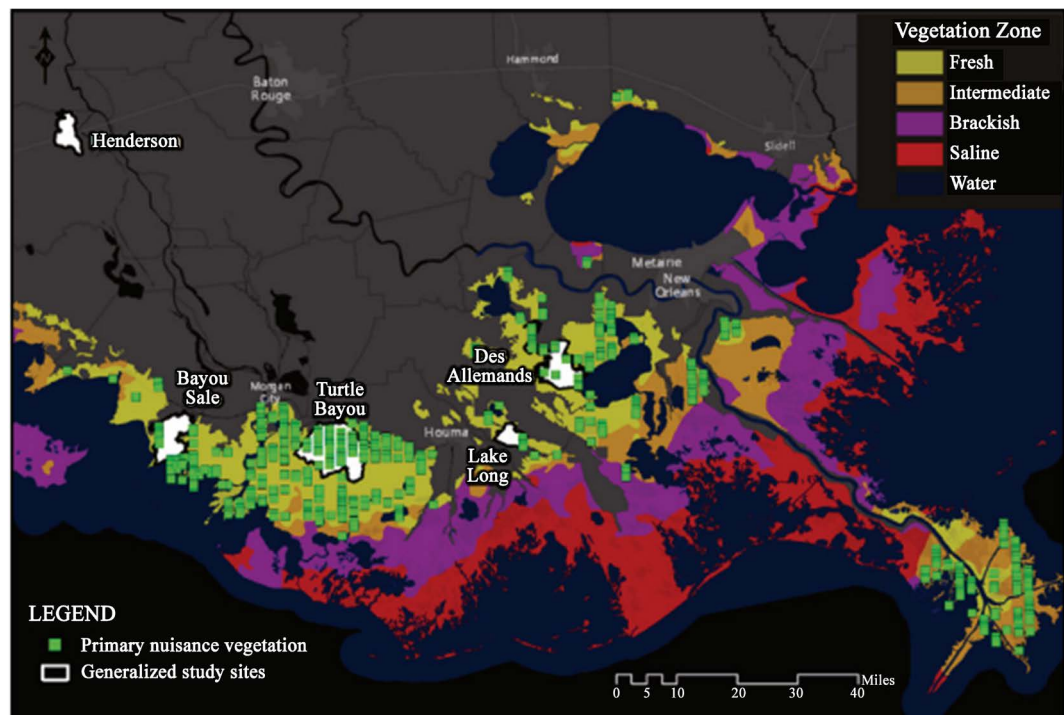 N
Vegetation Zone
Fresh
Intermediate
Brackish
Saline
Water
Hammond
Baton
Rouge
Henderson
Slidell
Metairie
New
Orleans
Des
Allemands
Bayou
Sale
Morgan
City
Turtle
Bayou
Houma
Lake
Long
LEGEND
Primary nuisance vegetation
Generalized study sites
Miles
0 5 10 20 30 40